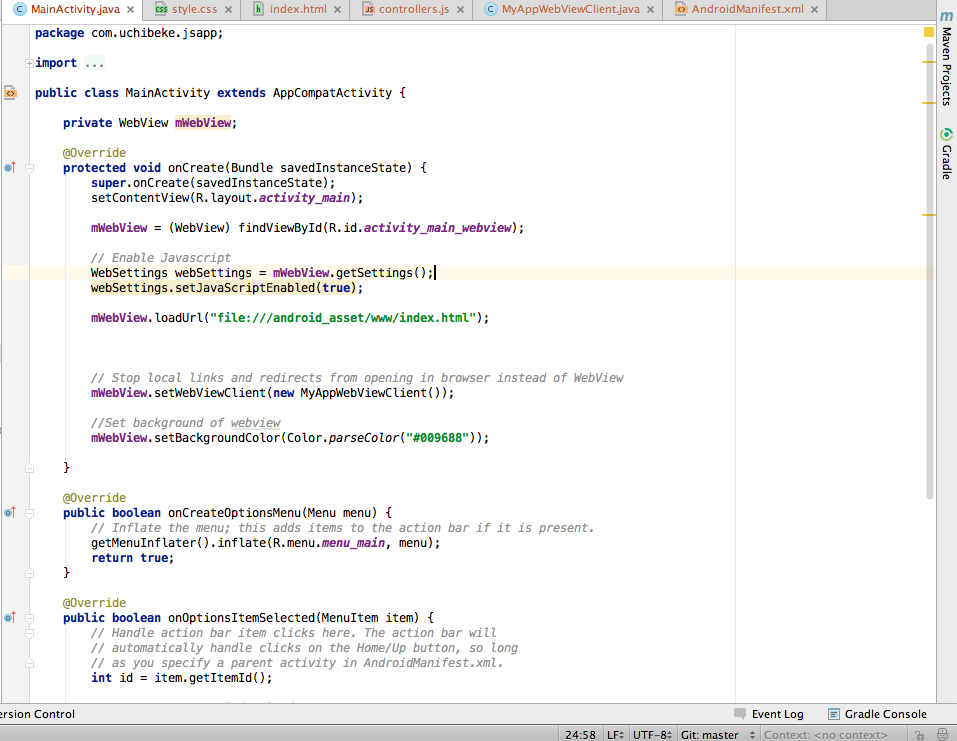 MainActivity.java style.css index.html controllers.js MyAppWebViewClient.java AndroidManifest.xml
package com.uchibeke.jsapp;
import ...
public class MainActivity extends AppCompatActivity {
private WebView mWebView;
@Override
protected void onCreate(Bundle savedInstanceState) {
super.onCreate(savedInstanceState);
setContentView(R.layout.activity_main);
mWebView = (WebView) findViewById(R.id.activity_main_webview);
// Enable Javascript
WebSettings webSettings = mWebView.getSettings();
webSettings.setJavaScriptEnabled(true);
mWebView.loadUrl("file:///android_asset/www/index.html");
// Stop local links and redirects from opening in browser instead of WebView
mWebView.setWebViewClient(new MyAppWebViewClient());
//Set background of webview
mWebView.setBackgroundColor(Color.parseColor("#009688"));
}
@Override
public boolean onCreateOptionsMenu(Menu menu) {
// Inflate the menu; this adds items to the action bar if it is present.
getMenuInflater().inflate(R.menu.menu_main, menu);
return true;
}
@Override
public boolean onOptionsItemSelected(MenuItem item) {
// Handle action bar item clicks here. The action bar will
// automatically handle clicks on the Home/Up button, so long
// as you specify a parent activity in AndroidManifest.xml.
int id = item.getItemId();
Maven Projects
Gradle
ersion Control Event Log Gradle Console
24:58 LF UTF-8 Git: master Context: <no context>